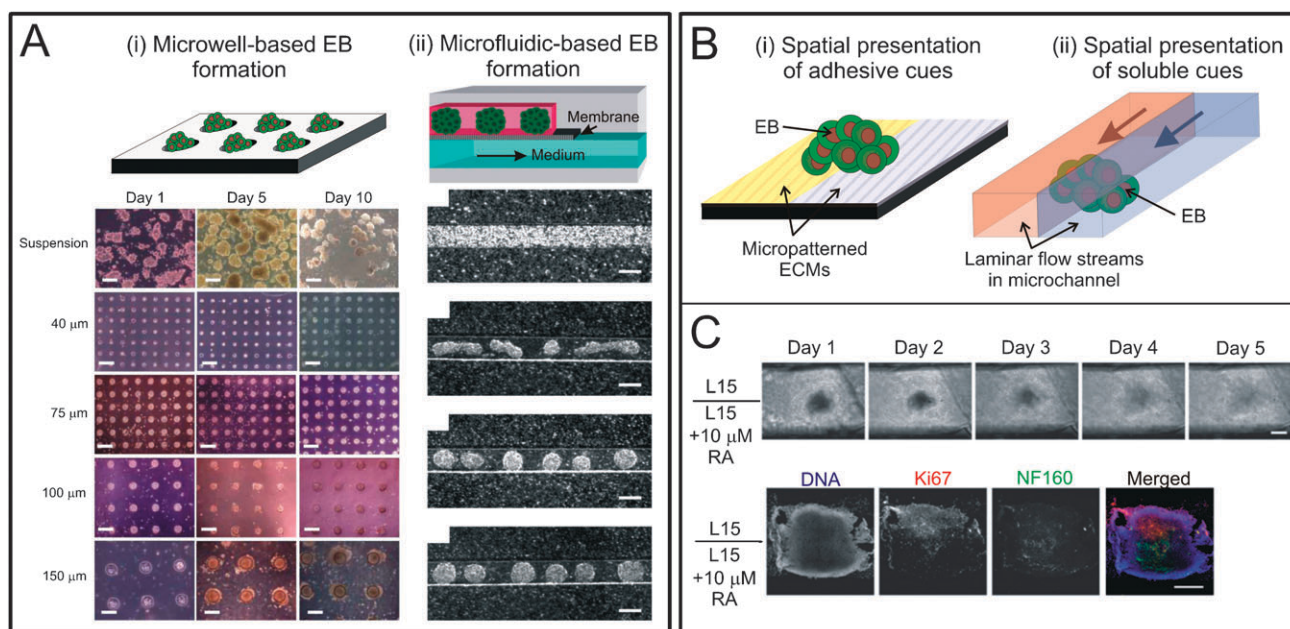 A
(i) Microwell-based EB
formation
(ii) Microfluidic-based EB
formation
Membrane
Medium
Day 1
Day 5
Day 10
Suspension
40 μm
75 μm
100 μm
150 μm
B
(i) Spatial presentation
of adhesive cues
EB
Micropatterned
ECMs
(ii) Spatial presentation
of soluble cues
EB
Laminar flow streams
in microchannel
C
Day 1
Day 2
Day 3
Day 4
Day 5
L15
L15
+10 μM
RA
DNA
Ki67
NF160
Merged
L15
L15
+10 μM
RA